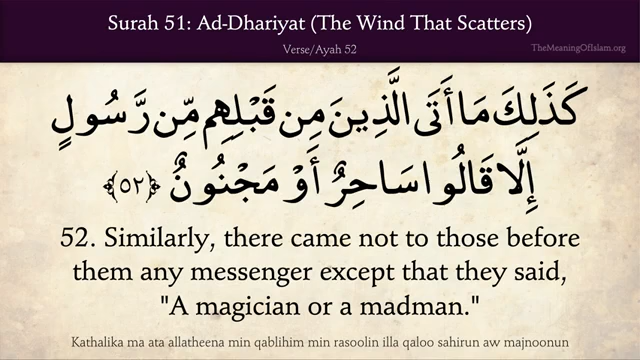 Surah 51: Ad-Dhariyat (The Wind That Scatters)
Verse/Ayah 52
TheMeaningOfIslam.org
كَذَٰلِكَ مَا أَتَى الَّذِينَ مِن قَبْلِهِم مِّن رَّسُولٍ
إِلَّا قَالُوا سَاحِرٌ أَوْ مَجْنُونٌ ﴿٥٢﴾
52. Similarly, there came not to those before
them any messenger except that they said,
"A magician or a madman."
Kathalika ma ata allatheena min qablihim min rasoolin illa qaloo sahirun aw majnoonun